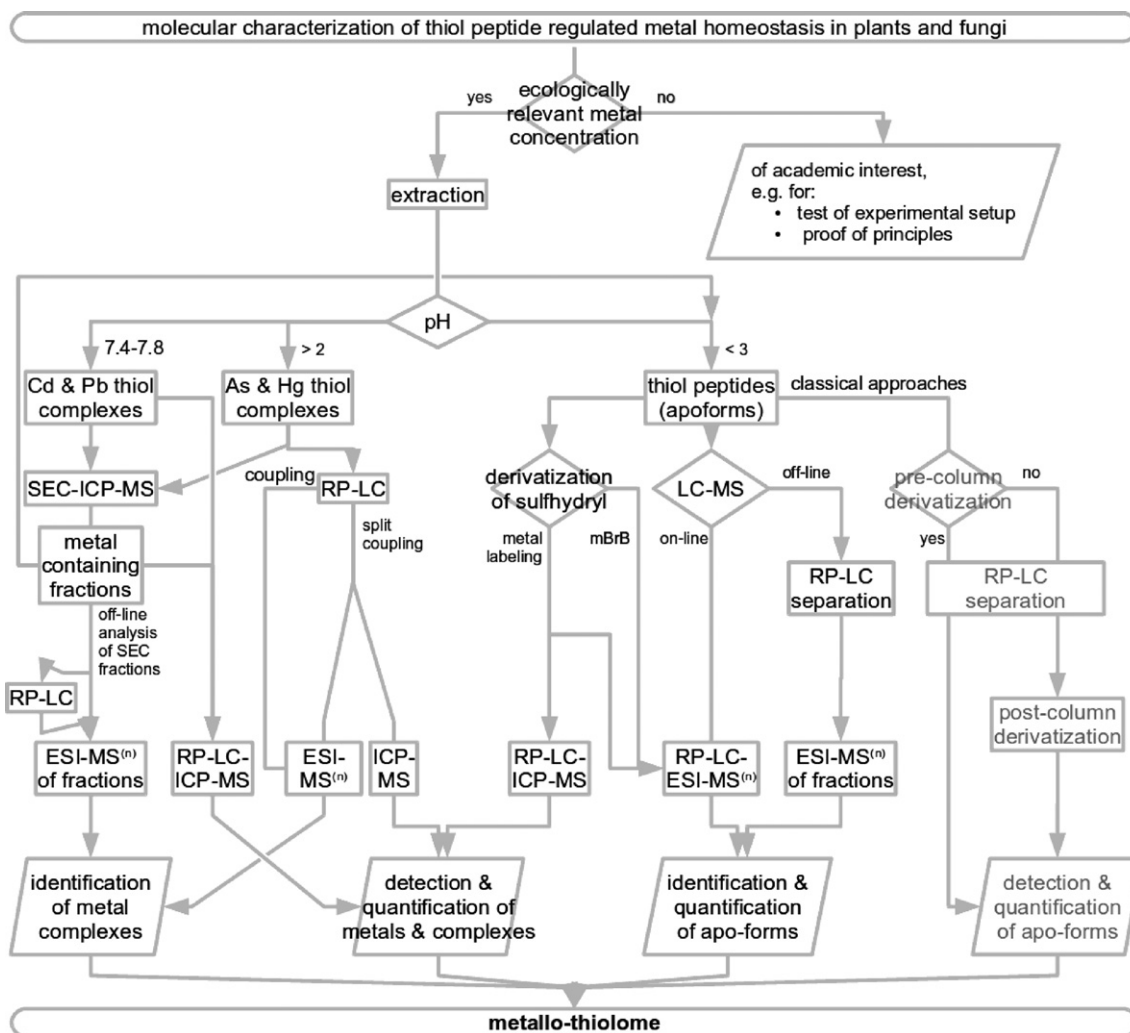 molecular characterization of thiol peptide regulated metal homeostasis in plants and fungi
yes
ecologically
relevant metal
concentration
no
extraction
of academic interest,
e.g. for:
• test of experimental setup
• proof of principles
pH
7.4-7.8
> 2
< 3
Cd & Pb thiol
complexes
As & Hg thiol
complexes
thiol peptides
(apoforms)
classical approaches
SEC-ICP-MS
coupling
RP-LC
derivatization
of sulfhydryl
LC-MS
off-line
pre-column
derivatization
no
metal
containing
fractions
split
coupling
metal
labeling
mBrB
on-line
yes
RP-LC
separation
RP-LC
separation
off-line
analysis
of SEC
fractions
RP-LC
post-column
derivatization
ESI-MS(n)
of fractions
RP-LC-
ICP-MS
ESI-
MS(n)
ICP-
MS
RP-LC-
ICP-MS
RP-LC-
ESI-MS(n)
ESI-MS(n)
of fractions
identification
of metal
complexes
detection &
quantification of
metals & complexes
identification &
quantification
of apo-forms
detection &
quantification
of apo-forms
metallo-thiolome